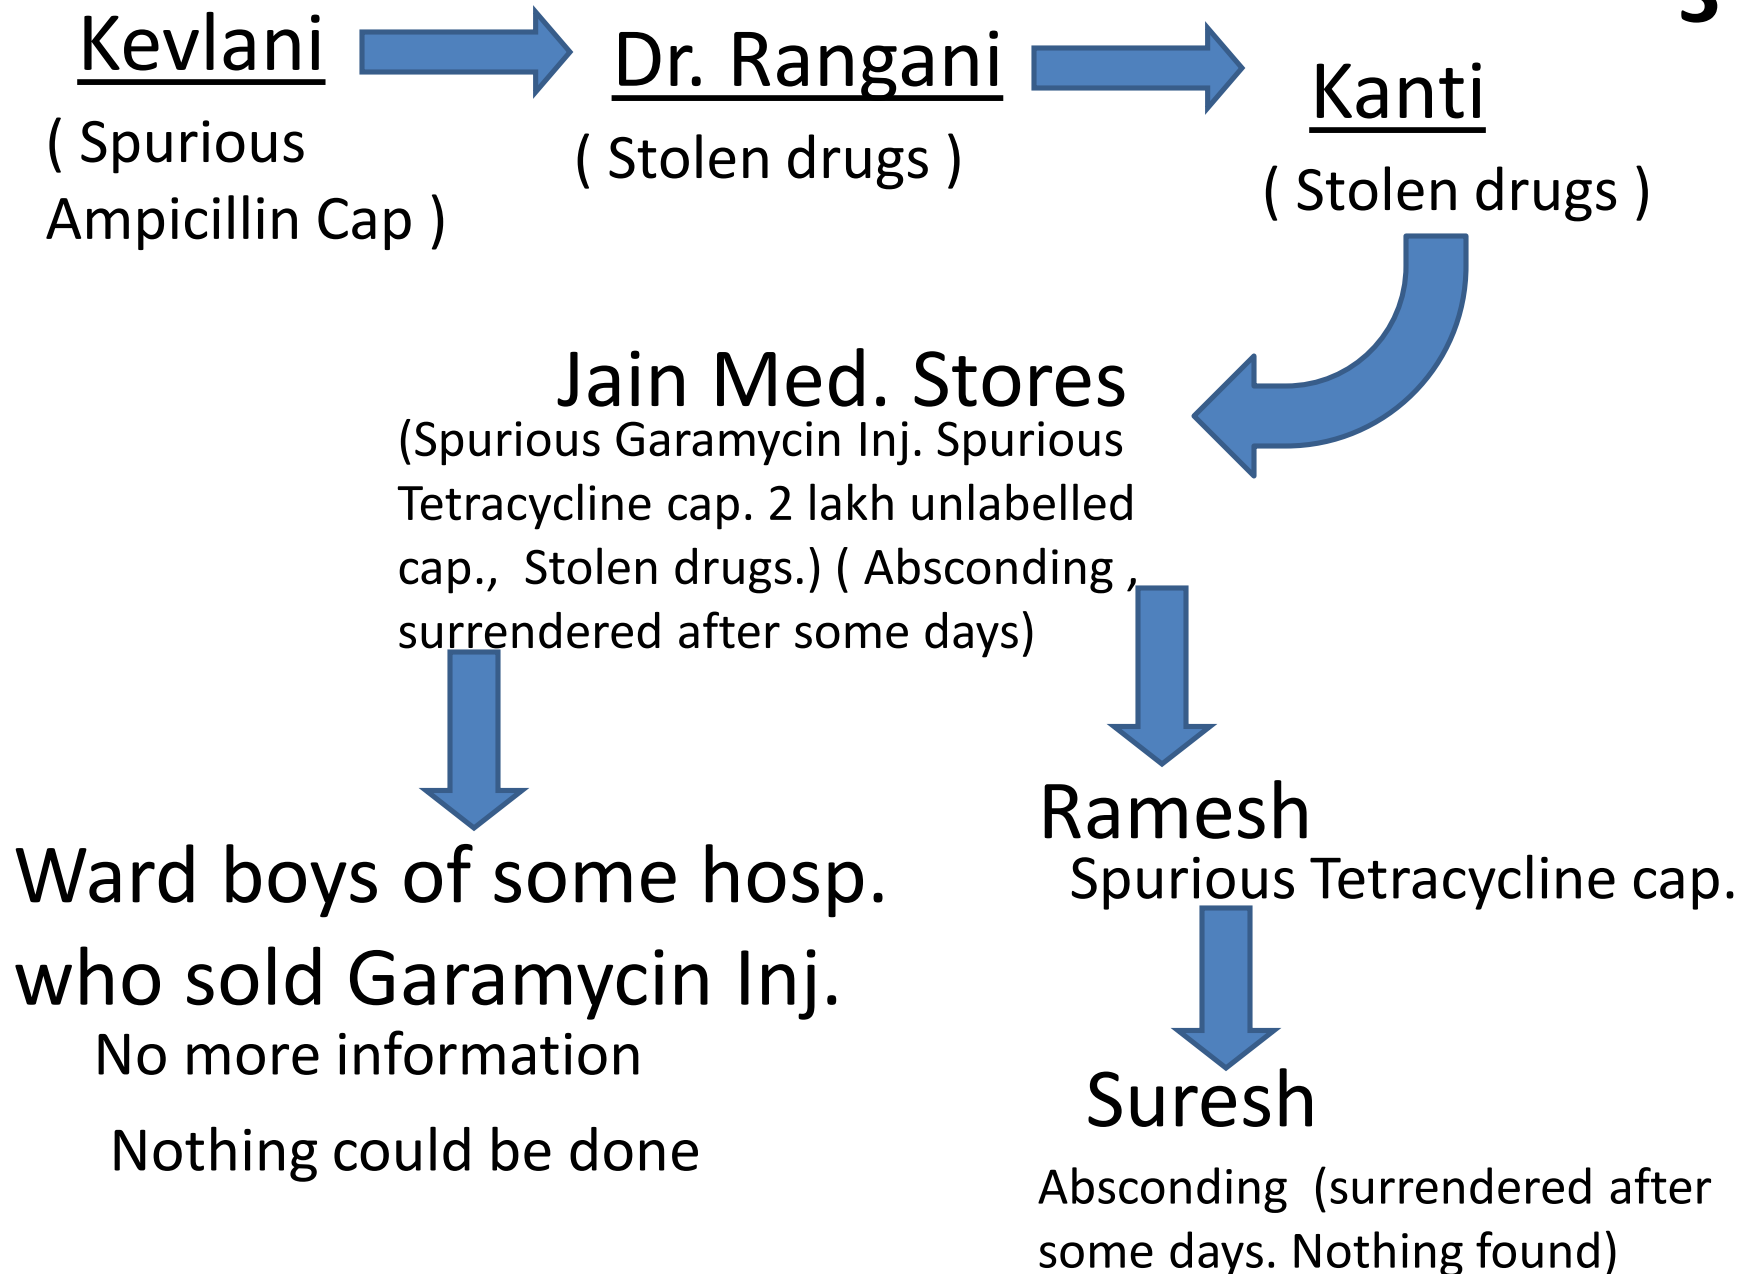 Kevlani
Dr. Rangani
Kanti
( Spurious
Ampicillin Cap )
( Stolen drugs )
( Stolen drugs )
Jain Med. Stores
(Spurious Garamycin Inj. Spurious
Tetracycline cap. 2 lakh unlabelled
cap.,  Stolen drugs.) ( Absconding ,
surrendered after some days)
Ward boys of some hosp.
who sold Garamycin Inj.
No more information
Nothing could be done
Ramesh
Spurious Tetracycline cap.
Suresh
Absconding  (surrendered after
some days. Nothing found)